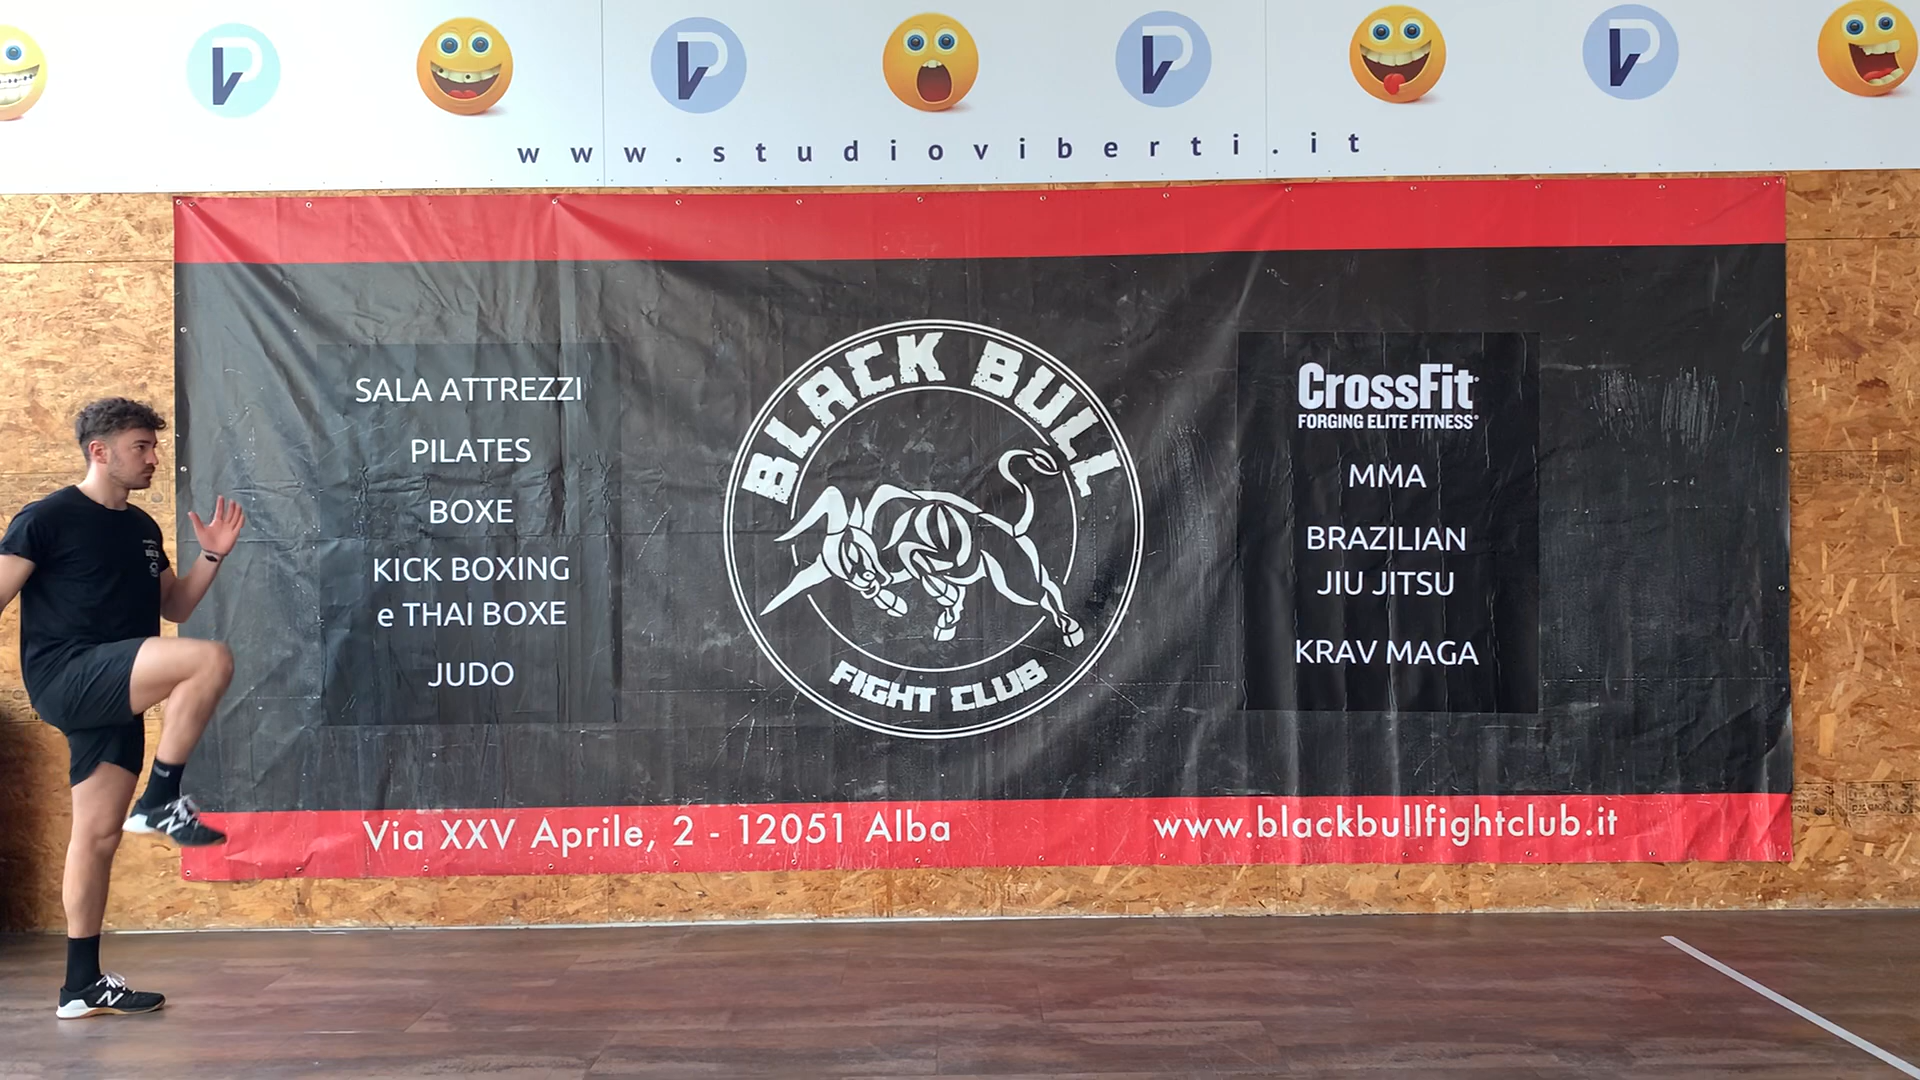 www.studioviberti.it
BLACK BULL
FIGHT CLUB
SALA ATTREZZI
PILATES
BOXE
KICK BOXING
e THAI BOXE
JUDO
CrossFit
FORGING ELITE FITNESS®
MMA
BRAZILIAN
JIU JITSU
KRAV MAGA
Via XXV Aprile, 2 - 12051 Alba
www.blackbullfightclub.it